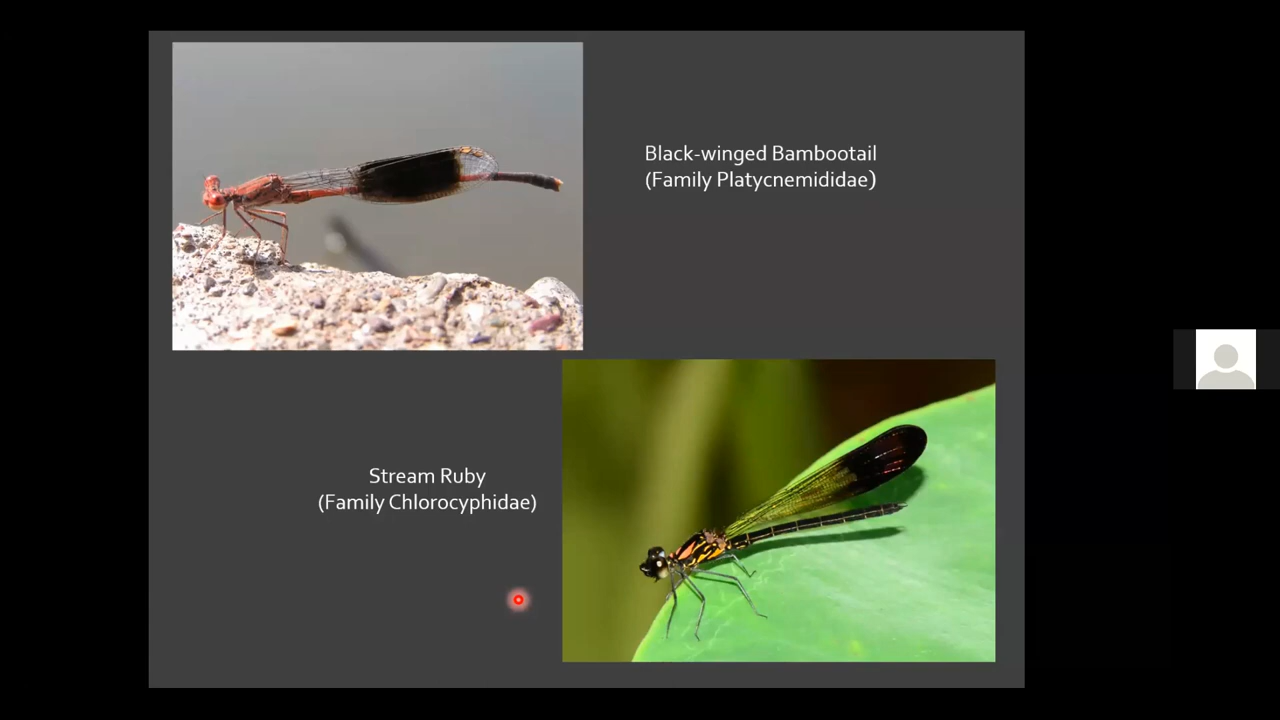 Black-winged Bambootail
(Family Platycnemididae)
Stream Ruby
(Family Chlorocyphidae)